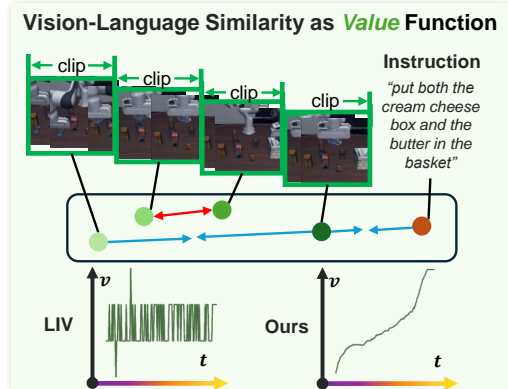 Vision-Language Similarity as Value Function
clip
clip
clip
clip
Instruction
"put both the
cream cheese
box and the
butter in the
basket"
v
LIV
t
v
Ours
t